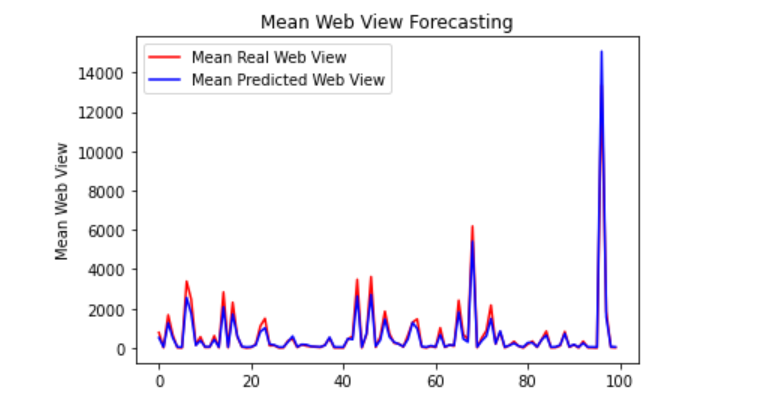 Mean Web View Forecasting
Mean Real Web View
Mean Predicted Web View
Mean Web View
14000
12000
10000
8000
6000
4000
2000
0
0 20 40 60 80 100